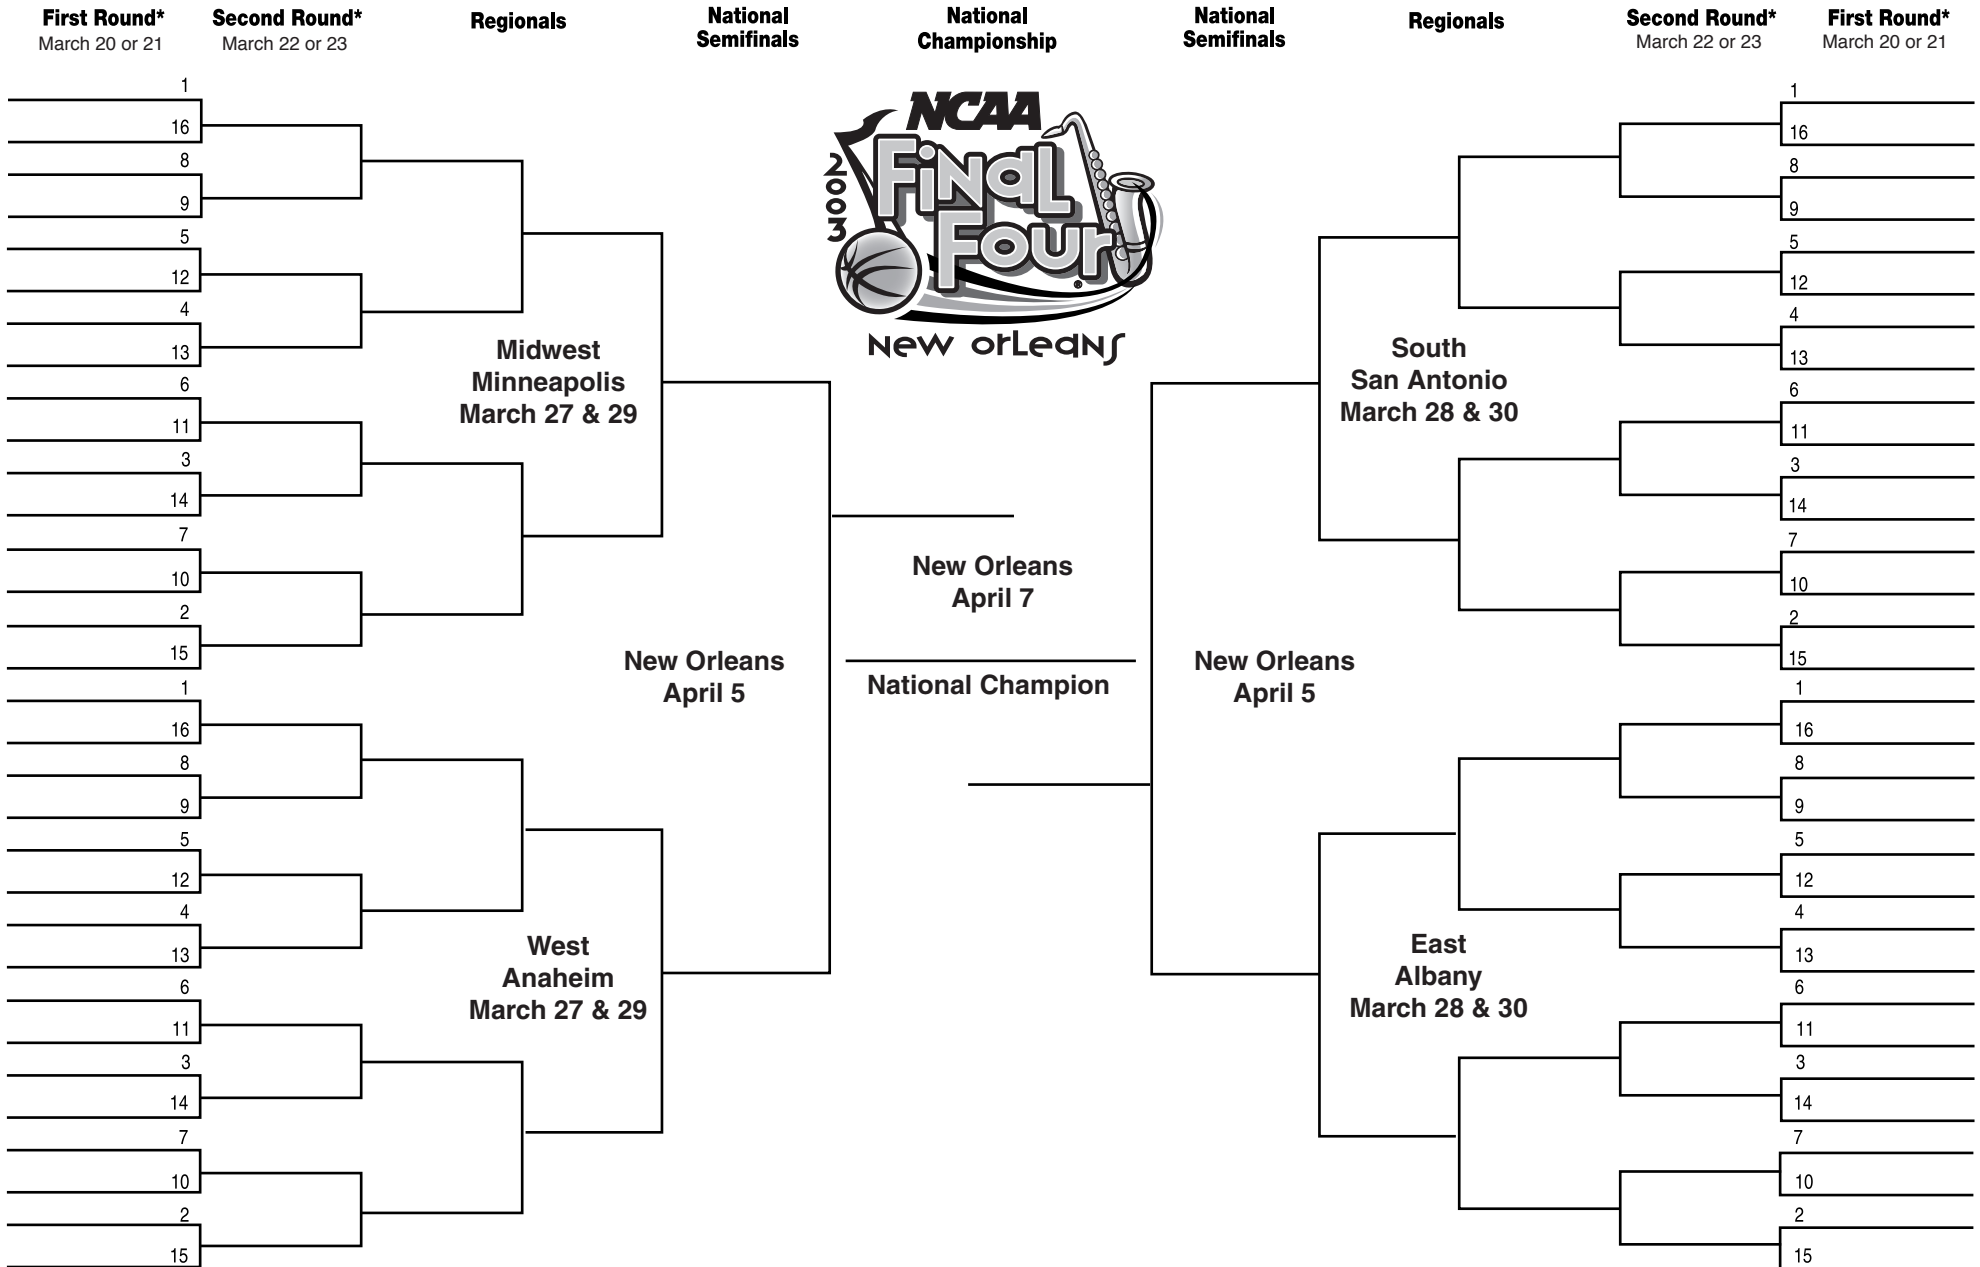 First Round*
March 20 or 21
Second Round*
March 22 or 23
Regionals
National
Semifinals
National
Championship
National
Semifinals
Regionals
Second Round*
March 22 or 23
First Round*
March 20 or 21
NCAA
2003
Final
Four
®
New Orleans
1
16
8
9
5
12
4
13
6
11
3
14
7
10
2
15
Midwest
Minneapolis
March 27 & 29
1
16
8
9
5
12
4
13
6
11
3
14
7
10
2
15
West
Anaheim
March 27 & 29
New Orleans
April 5
New Orleans
April 7
National Champion
New Orleans
April 5
South
San Antonio
March 28 & 30
1
16
8
9
5
12
4
13
6
11
3
14
7
10
2
15
East
Albany
March 28 & 30
1
16
8
9
5
12
4
13
6
11
3
14
7
10
2
15